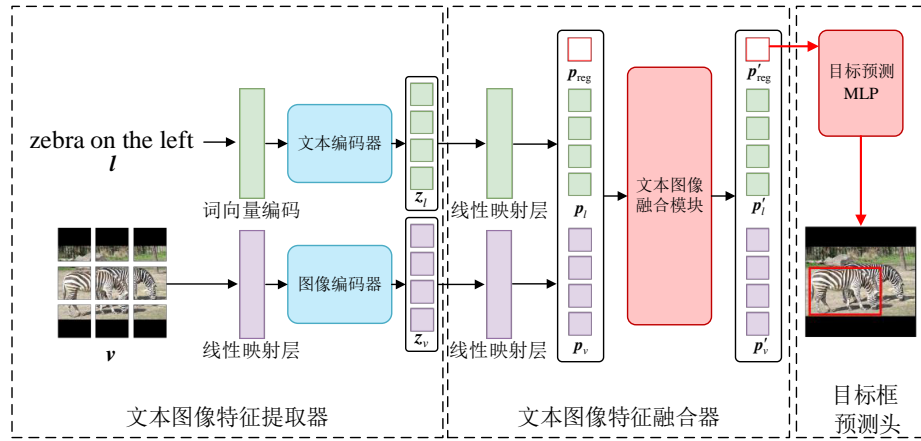 zebra on the left
l
词向量编码
文本编码器
z_l
v
线性映射层
图像编码器
z_v
文本图像特征提取器
线性映射层
线性映射层
p_reg
p_l
p_v
文本图像
融合模块
p′_reg
p′_l
p′_v
文本图像特征融合器
目标预测
MLP
目标框
预测头